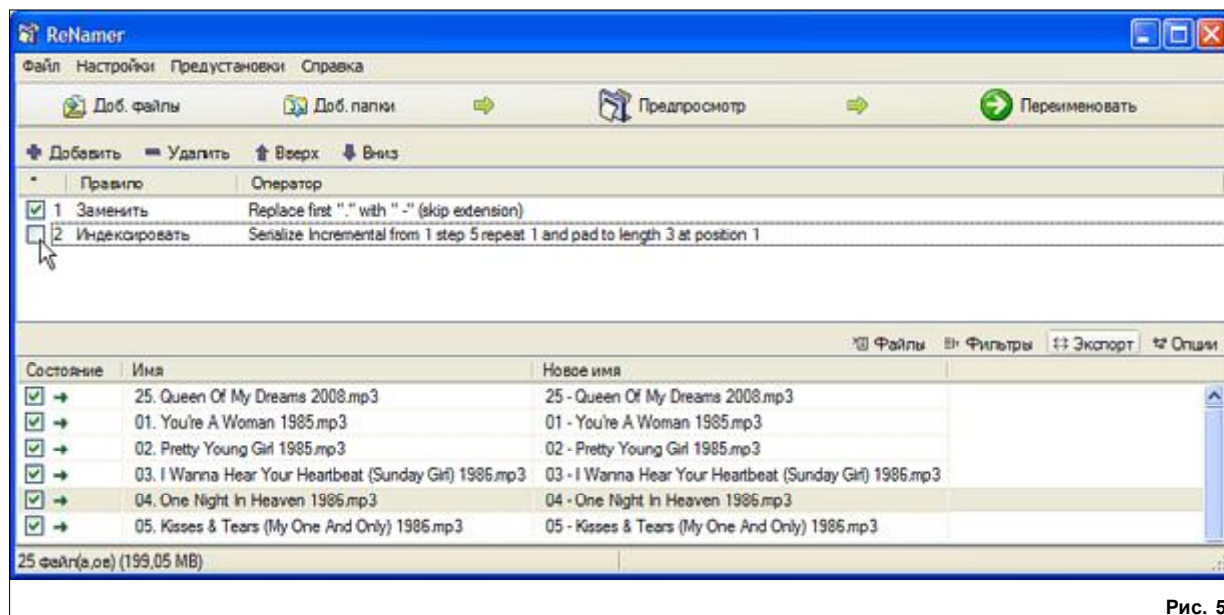 ReNamer
Файл Настройки Предустановки Справка
Доб. файлы Доб. папки Предпросмотр Переименовать
Добавить Удалить Вверх Вниз
* Правило Оператор
1 Заменить Replace first "." with " -" (skip extension)
2 Индексировать Serialize Incremental from 1 step 5 repeat 1 and pad to length 3 at position 1
Файлы Фильтры Экспорт Опции
Состояние Имя Новое имя
25. Queen Of My Dreams 2008.mp3 25 - Queen Of My Dreams 2008.mp3
01. You're A Woman 1985.mp3 01 - You're A Woman 1985.mp3
02. Pretty Young Girl 1985.mp3 02 - Pretty Young Girl 1985.mp3
03. I Wanna Hear Your Heartbeat (Sunday Girl) 1986.mp3 03 - I Wanna Hear Your Heartbeat (Sunday Girl) 1986.mp3
04. One Night In Heaven 1986.mp3 04 - One Night In Heaven 1986.mp3
05. Kisses & Tears (My One And Only) 1986.mp3 05 - Kisses & Tears (My One And Only) 1986.mp3
25 файл(а,ов) (199,05 MB)
Рис. 5